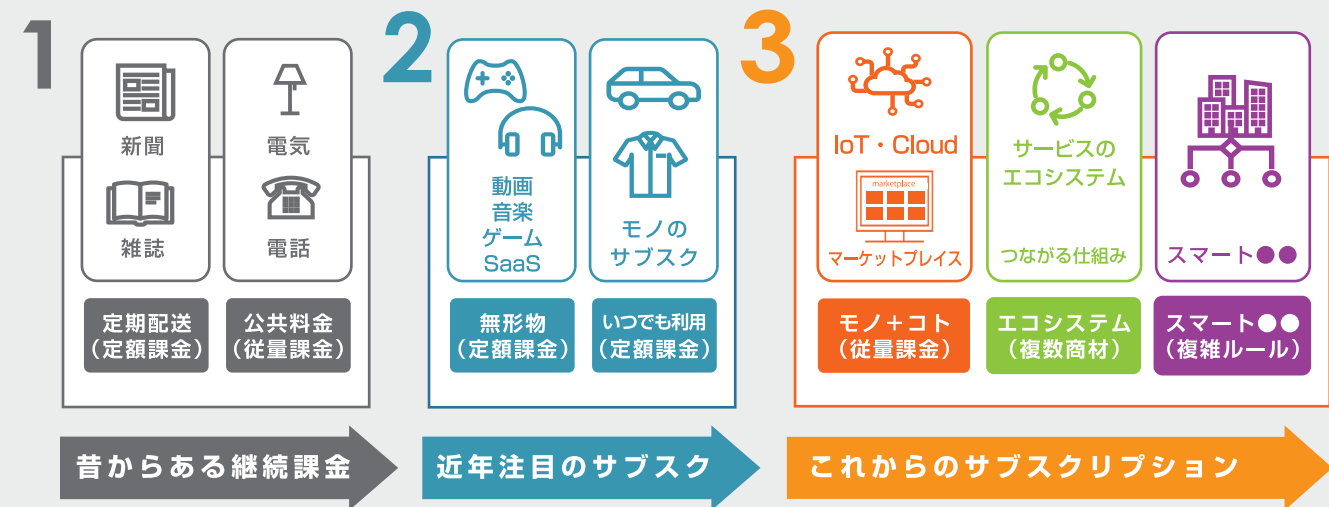 1
新聞
雑誌
定期配送
（定額課金）
電気
電話
公共料金
（従量課金）
昔からある継続課金
2
動画
音楽
ゲーム
SaaS
無形物
（定額課金）
モノの
サブスク
いつでも利用
（定額課金）
近年注目のサブスク
3
IoT・Cloud
marketplace
マーケットプレイス
モノ＋コト
（従量課金）
サービスの
エコシステム
つながる仕組み
エコシステム
（複数商材）
スマート●●
スマート●●
（複雑ルール）
これからのサブスクリプション